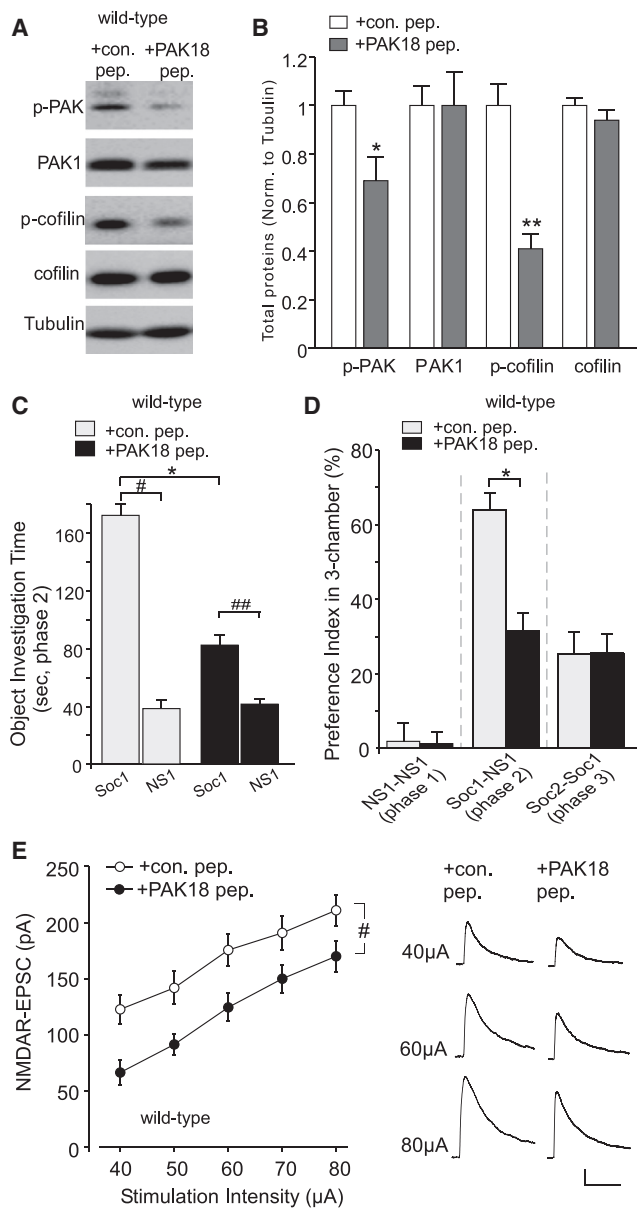 A
wild-type
+con. pep.
+PAK18 pep.
p-PAK
PAK1
p-cofilin
cofilin
Tubulin
B
+con. pep.
+PAK18 pep.
Total proteins (Norm. to Tubulin)
1.2
1
0.8
0.6
0.4
0.2
0
*
**
p-PAK
PAK1
p-cofilin
cofilin
C
wild-type
+con. pep.
+PAK18 pep.
Object Investigation Time
(sec, phase 2)
160
120
80
40
0
*
#
##
Soc1
NS1
Soc1
NS1
D
wild-type
+con. pep.
+PAK18 pep.
Preference Index in 3-chamber (%)
80
60
40
20
0
*
NS1-NS1
(phase 1)
Soc1-NS1
(phase 2)
Soc2-Soc1
(phase 3)
E
NMDAR-EPSC (pA)
250
200
150
100
50
0
+con. pep.
+PAK18 pep.
#
wild-type
40
50
60
70
80
Stimulation Intensity (µA)
+con.
pep.
+PAK18
pep.
40µA
60µA
80µA